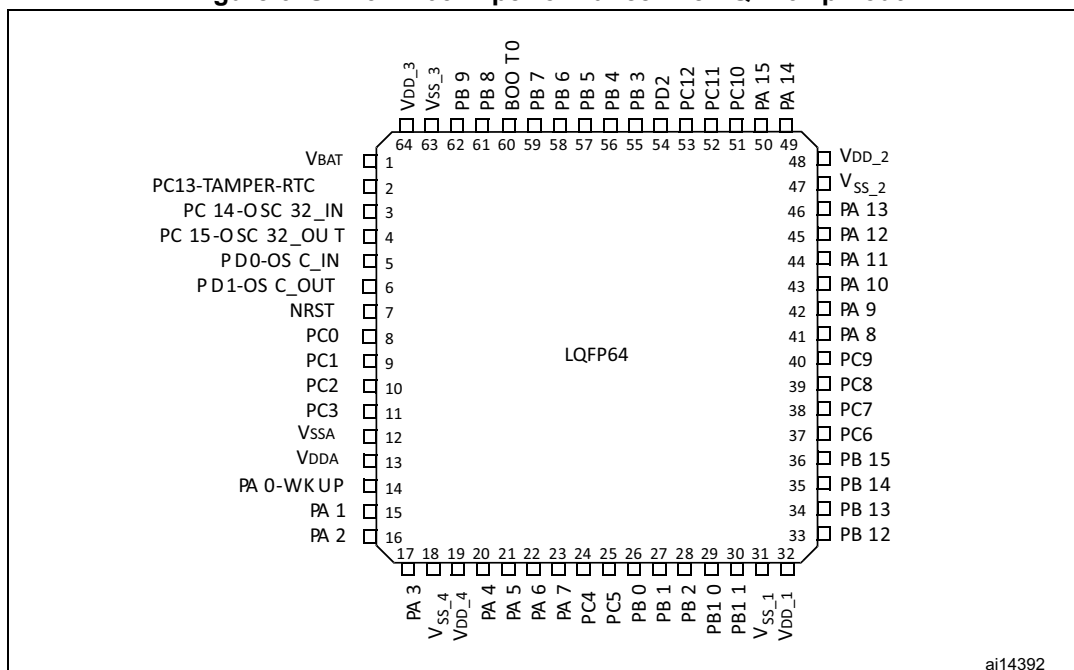 VDD_3
VSS_3
PB 9
PB 8
BOO T0
PB 7
PB 6
PB 5
PB 4
PB 3
PD2
PC12
PC11
PC10
PA 15
PA 14
64 63 62 61 60 59 58 57 56 55 54 53 52 51 50 49
VBAT 1
PC13-TAMPER-RTC 2
PC 14-O SC 32_IN 3
PC 15-O SC 32_OU T 4
P D0-OS C_IN 5
P D1-OS C_OUT 6
NRST 7
PC0 8
PC1 9
PC2 10
PC3 11
VSSA 12
VDDA 13
PA 0-WK UP 14
PA 1 15
PA 2 16
LQFP64
48 VDD_2
47 VSS_2
46 PA 13
45 PA 12
44 PA 11
43 PA 10
42 PA 9
41 PA 8
40 PC9
39 PC8
38 PC7
37 PC6
36 PB 15
35 PB 14
34 PB 13
33 PB 12
17 18 19 20 21 22 23 24 25 26 27 28 29 30 31 32
PA 3
VSS_4
VDD_4
PA 4
PA 5
PA 6
PA 7
PC4
PC5
PB 0
PB 1
PB 2
PB1 0
PB1 1
VSS_1
VDD_1
ai14392